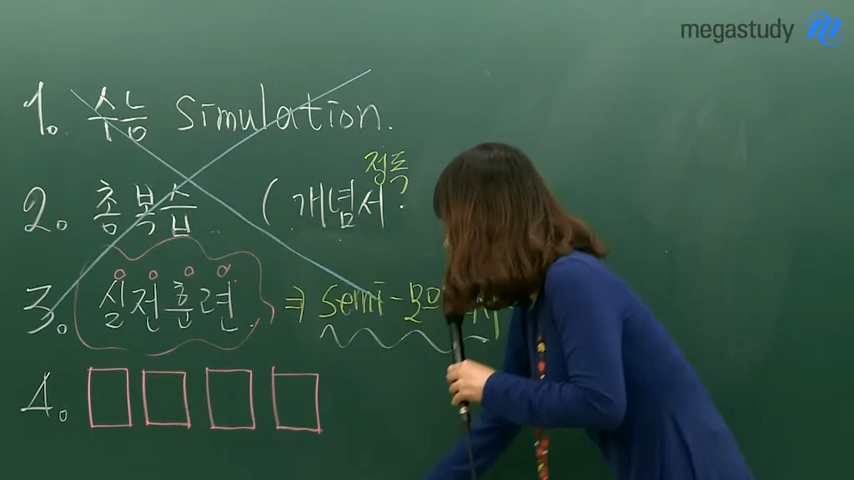 megastudy
1. 수능 simulation.
정독
2. 총복습 (개념서.
3. 실전훈련. ⇒ semi-모
4.